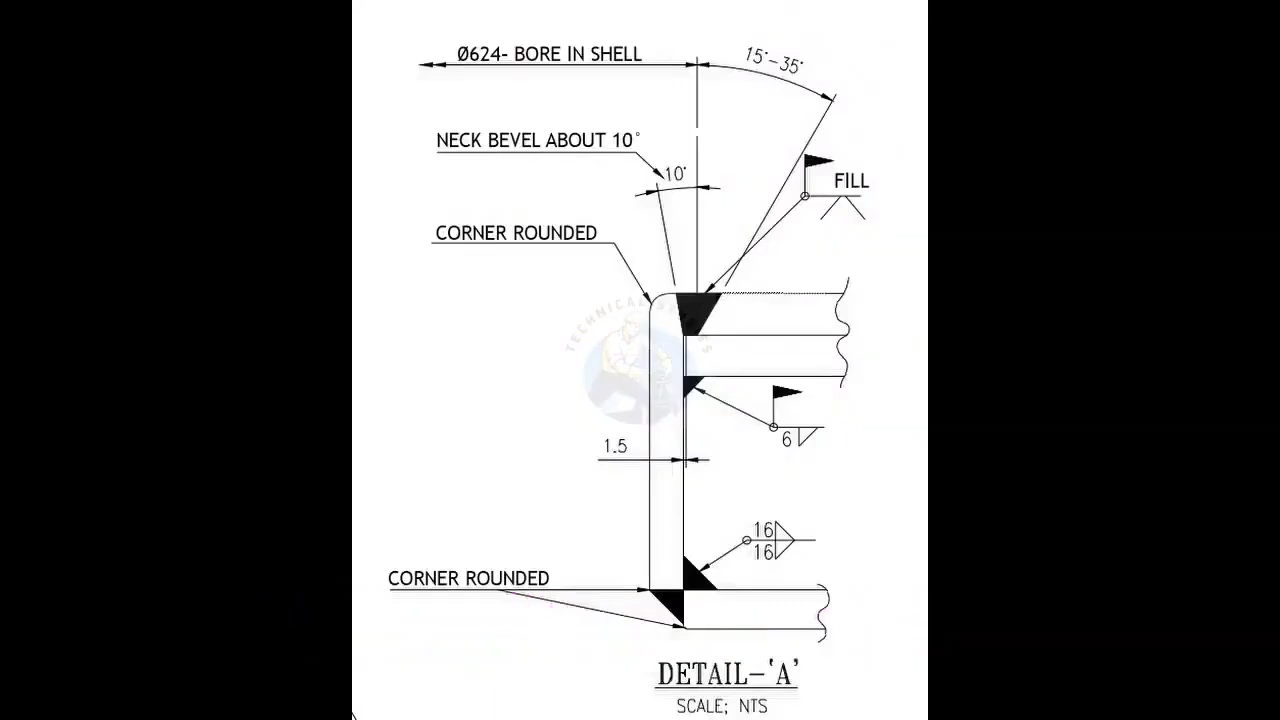 Ø624- BORE IN SHELL
15°-35°
NECK BEVEL ABOUT 10°
10°
FILL
CORNER ROUNDED
TECHNICAL
6
1.5
16
16
CORNER ROUNDED
DETAIL-'A'
SCALE; NTS